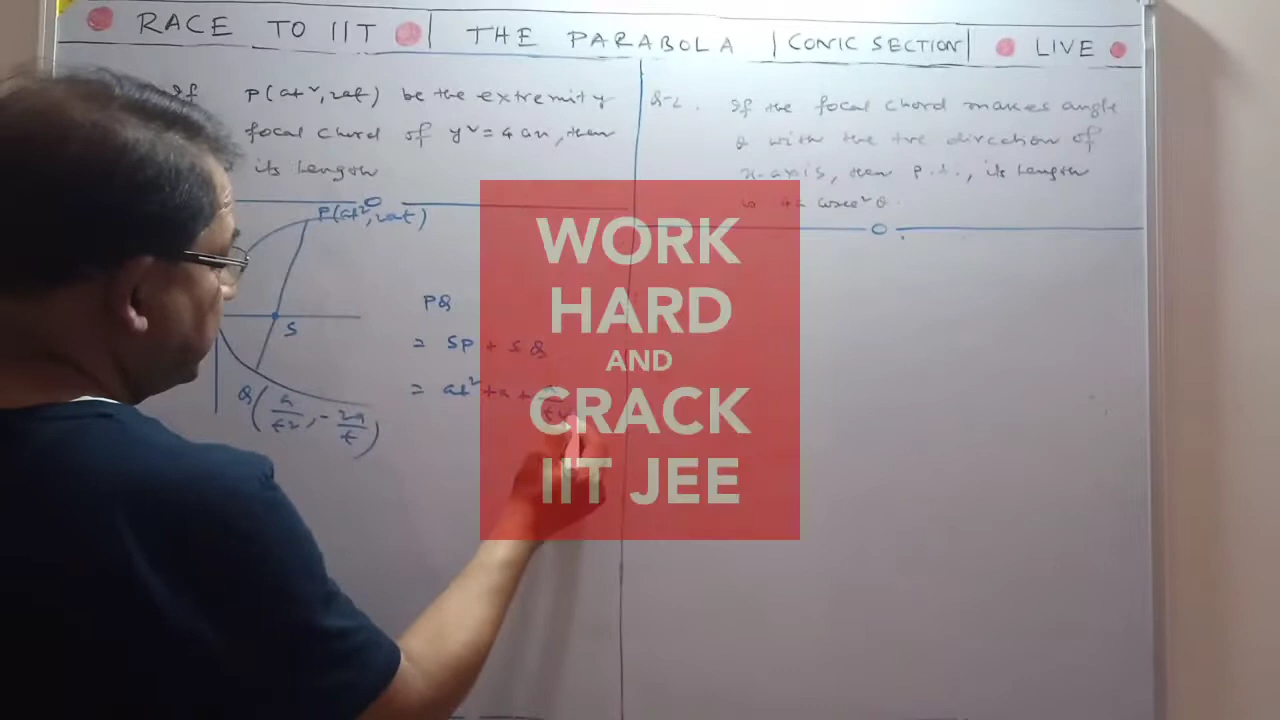 RACE TO IIT | THE PARABOLA | CONIC SECTION | LIVE
If P(at², 2at) be the extremity
focal chord of y² = 4ax, then
its length
P(at², 2at)
S
Q(a/t², -2a/t)
PQ
= SP + SQ
= at² + a + a/t²
Q-2. If the focal chord makes angle
θ with the +ve direction of
x-axis, then p.t., its length
is 4a cosec²θ.
WORK
HARD
AND
CRACK
IIT JEE